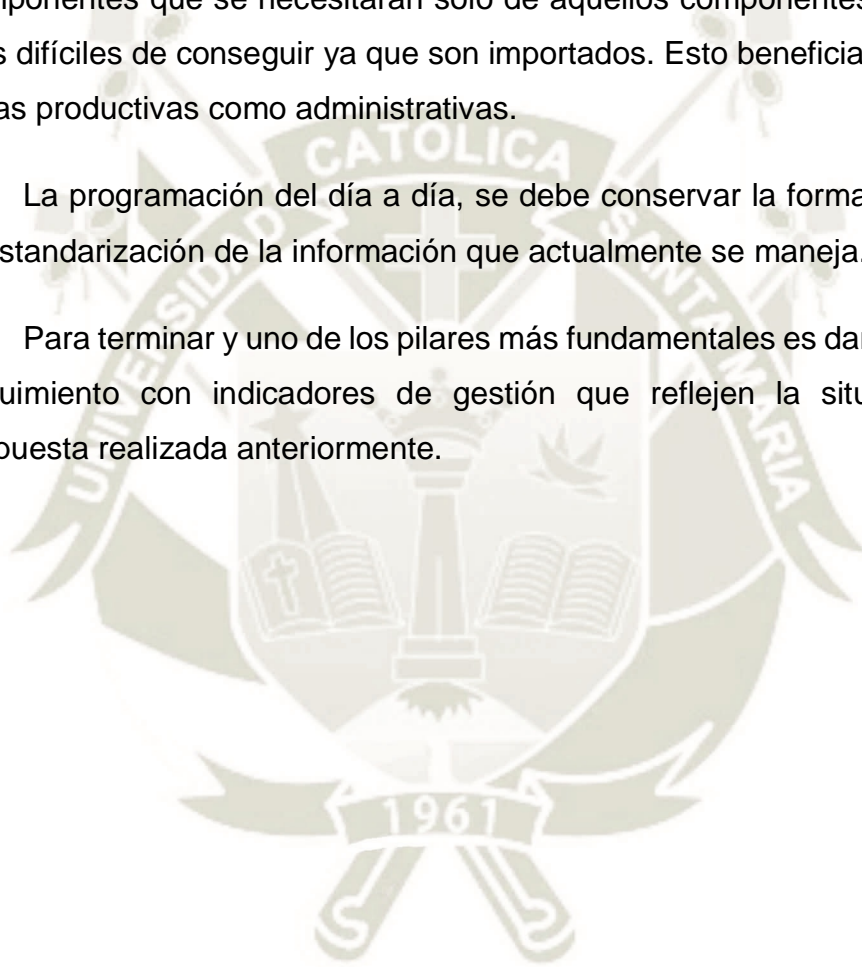 mponentes que se necesitarán solo de aquellos componentes
s difíciles de conseguir ya que son importados. Esto beneficia
as productivas como administrativas.
La programación del día a día, se debe conservar la forma
standarización de la información que actualmente se maneja.
Para terminar y uno de los pilares más fundamentales es dar
uimiento con indicadores de gestión que reflejen la situ
puesta realizada anteriormente.
UNIVERSIDAD CATOLICA SANTA MARIA
1961